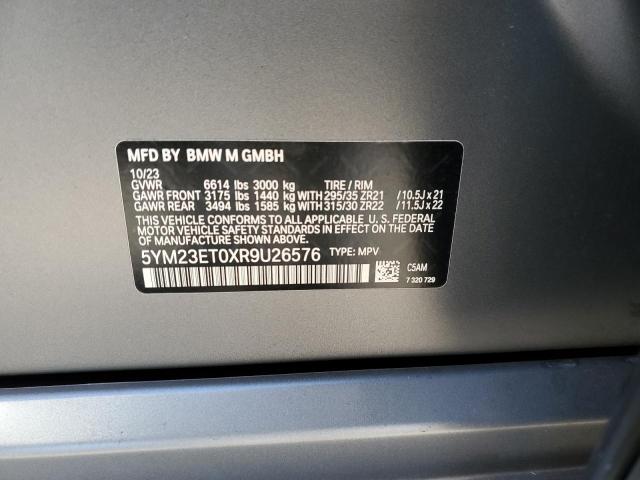 MFD BY BMW M GMBH
10/23
GVWR 6614 lbs 3000 kg TIRE / RIM
GAWR FRONT 3175 lbs 1440 kg WITH 295/35 ZR21 /10.5J x 21
GAWR REAR 3494 lbs 1585 kg WITH 315/30 ZR22 /11.5J x 22
THIS VEHICLE CONFORMS TO ALL APPLICABLE U. S. FEDERAL
MOTOR VEHICLE SAFETY STANDARDS IN EFFECT ON THE DATE
OF MANUFACTURE SHOWN ABOVE.
5YM23ET0XR9U26576 TYPE: MPV
C5AM
7 320 729